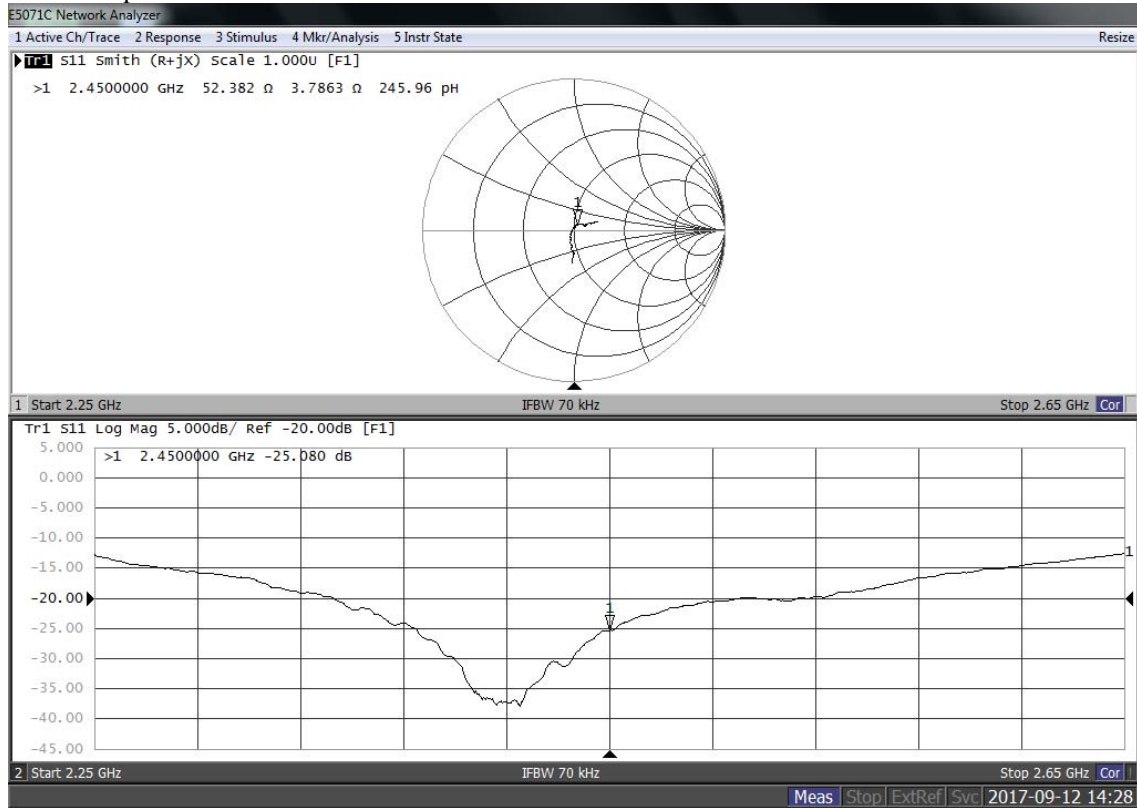 E5071C Network Analyzer
1 Active Ch/Trace 2 Response 3 Stimulus 4 Mkr/Analysis 5 Instr State Resize
Tr1 S11 Smith (R+jX) Scale 1.000U [F1]
>1 2.4500000 GHz 52.382 Ω 3.7863 Ω 245.96 pH
1
1 Start 2.25 GHz IFBW 70 kHz Stop 2.65 GHz Cor
Tr1 S11 Log Mag 5.000dB/ Ref -20.00dB [F1]
5.000
>1 2.4500000 GHz -25.080 dB
0.000
-5.000
-10.00
1
-15.00
-20.00
1
-25.00
-30.00
-35.00
-40.00
-45.00
2 Start 2.25 GHz IFBW 70 kHz Stop 2.65 GHz Cor !
Meas Stop ExtRef Svc 2017-09-12 14:28